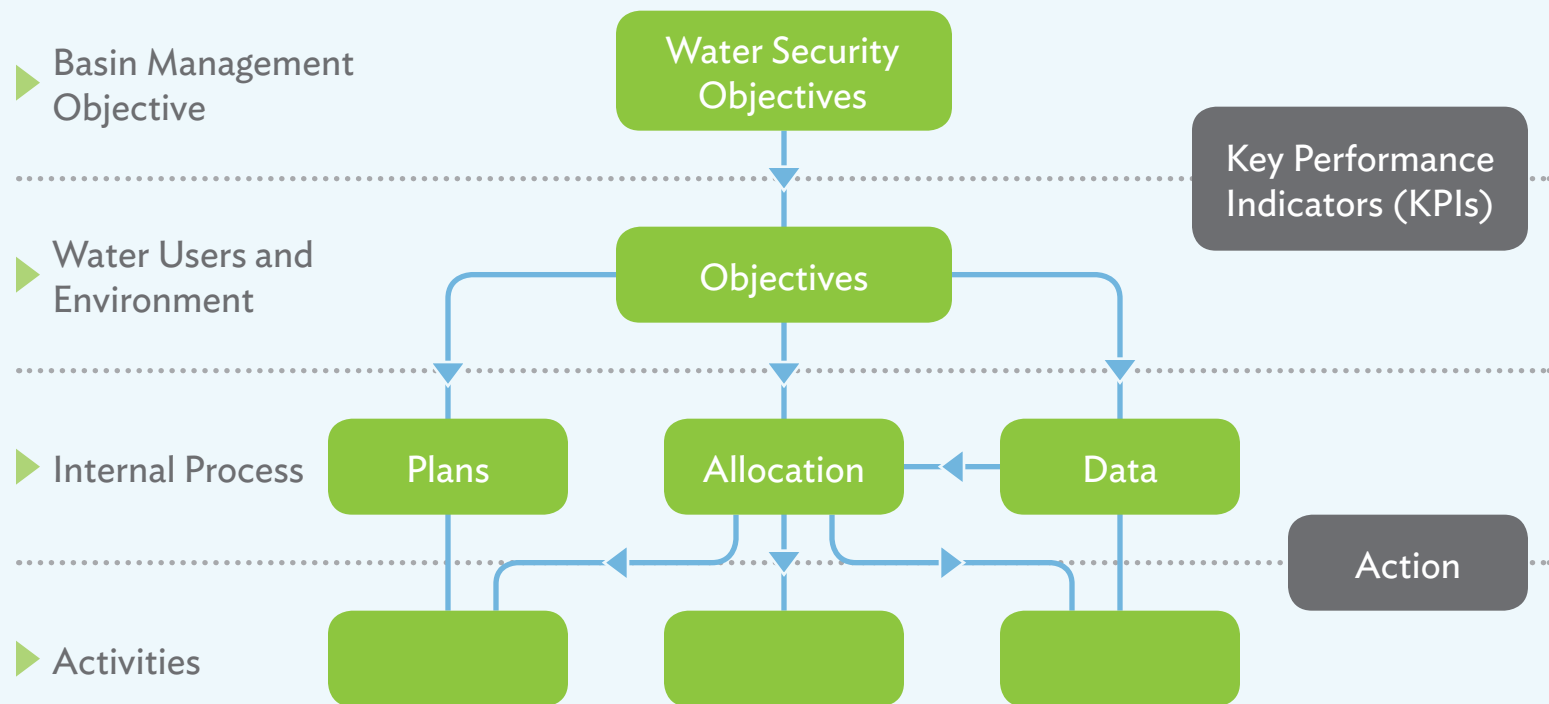 Basin Management
Objective
Water Security
Objectives
Key Performance
Indicators (KPIs)
Water Users and
Environment
Objectives
Internal Process
Plans
Allocation
Data
Action
Activities